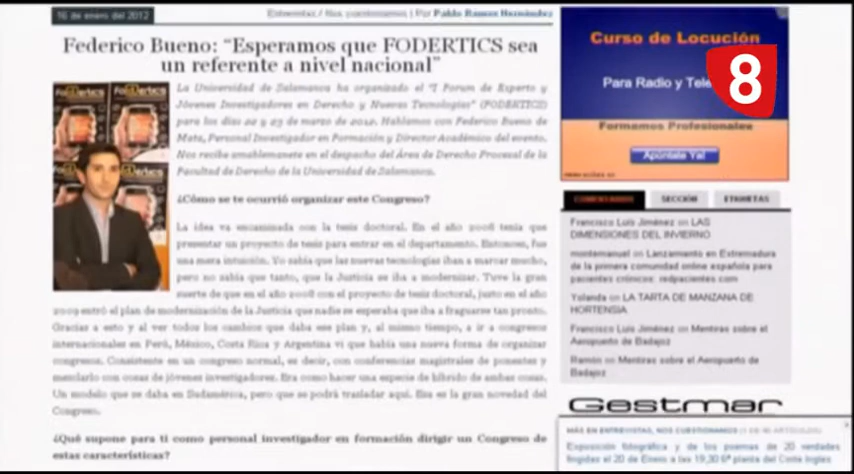 16 de enero del 2012
Entrevistas / Nos cuestionamos | Por Pablo Ramos Hernández
Federico Bueno: “Esperamos que FODERTICS sea
un referente a nivel nacional”
La Universidad de Salamanca ha organizado el "I Forum de Experto y
Jóvenes Investigadores en Derecho y Nuevas Tecnologías" (FODERTICS)
para los días 22 y 23 de marzo de 2012. Hablamos con Federico Bueno de
Mata, Personal Investigador en Formación y Director Académico del evento.
Nos recibe amablemente en el despacho del Área de Derecho Procesal de la
Facultad de Derecho de la Universidad de Salamanca.
¿Cómo se te ocurrió organizar este Congreso?
La idea va encaminada con la tesis doctoral. En el año 2008 tenía que
presentar un proyecto de tesis para entrar en el departamento. Entonces, fue
una mera intuición. Yo sabía que las nuevas tecnologías iban a marcar mucho,
pero no sabía que tanto, que la Justicia se iba a modernizar. Tuve la gran
suerte de que en el año 2008 con el proyecto de tesis doctoral, justo en el año
2009 entró el plan de modernización de la Justicia que nadie se esperaba que iba a fraguarse tan pronto.
Gracias a esto y al ver todos los cambios que daba ese plan y, al mismo tiempo, a ir a congresos
internacionales en Perú, México, Costa Rica y Argentina vi que había una nueva forma de organizar
congresos. Consistente en un congreso normal, es decir, con conferencias magistrales de ponentes y
mezclarlo con cosas de jóvenes investigadores. Era como hacer una especie de híbrido de ambas cosas.
Un modelo que se daba en Sudamérica, pero que se podrá trasladar aquí. Esa es la gran novedad del
Congreso.
¿Qué supone para ti como personal investigador en formación dirigir un Congreso de
estas características?
Curso de Locución
Para Radio y Tele
8
Formamos Profesionales
Apúntate Ya!
COMENTARIOS SECCIÓN ETIQUETAS
Francisco Luis Jiménez on LAS
DIMENSIONES DEL INVIERNO
montemanuel on Lanzamiento en Extremadura
de la primera comunidad online española para
pacientes crónicos: redpacientes.com
Yolanda on LA TARTA DE MANZANA DE
HORTENSIA
Francisco Luis Jiménez on Mentiras sobre el
Aeropuerto de Badajoz
Ramón on Mentiras sobre el Aeropuerto de
Badajoz
Gestmar
MÁS EN ENTREVISTAS, NOS CUESTIONAMOS
Exposición fotográfica y de los poemas de 20 verdades
fingidas el 20 de Enero a las 19,30 6ª planta del Corte Ingles